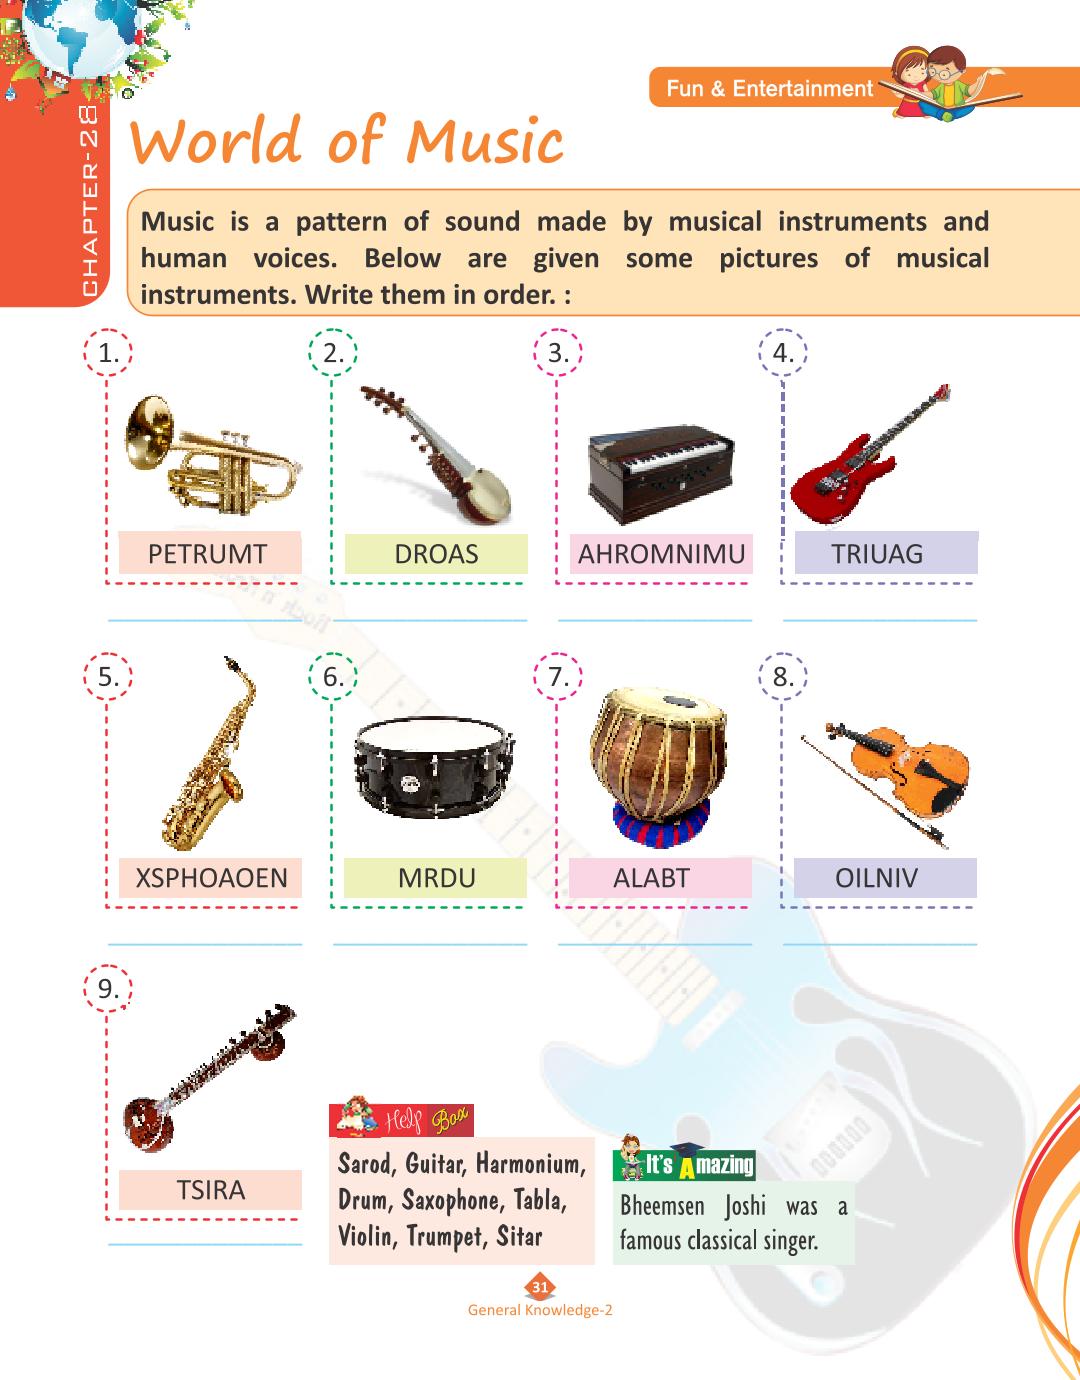 CHAPTER-28
Fun & Entertainment
World of Music
Music is a pattern of sound made by musical instruments and
human voices. Below are given some pictures of musical
instruments. Write them in order. :
1.
2.
3.
4.
PETRUMT
DROAS
AHROMNIMU
TRIUAG
5.
6.
7.
8.
XSPHOAOEN
MRDU
ALABT
OILNIV
9.
TSIRA
Help Box
Sarod, Guitar, Harmonium,
Drum, Saxophone, Tabla,
Violin, Trumpet, Sitar
It's Amazing
Bheemsen Joshi was a
famous classical singer.
31
General Knowledge-2